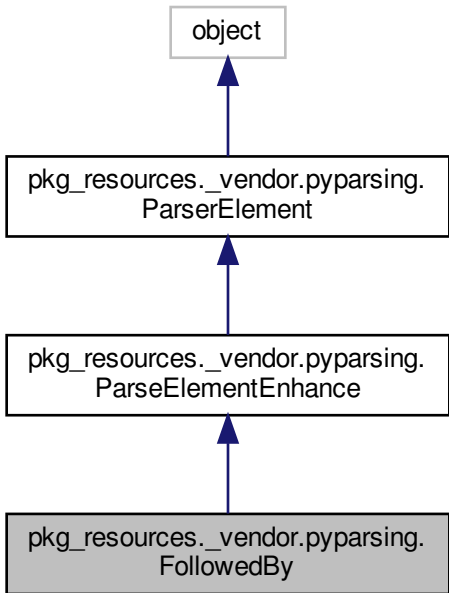 object
pkg_resources._vendor.pyparsing.
ParserElement
pkg_resources._vendor.pyparsing.
ParseElementEnhance
pkg_resources._vendor.pyparsing.
FollowedBy